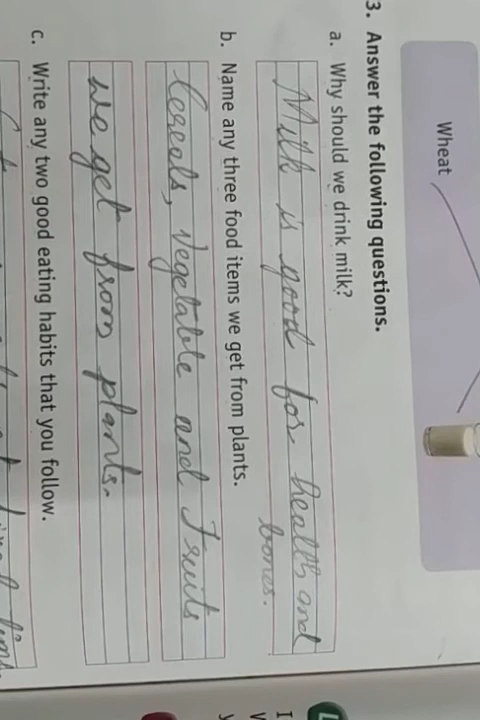 Wheat
3. Answer the following questions.
a. Why should we drink milk?
Milk is good for health and
bones.
b. Name any three food items we get from plants.
Cereals, Vegetable and Fruits
we get from plants.
c. Write any two good eating habits that you follow.